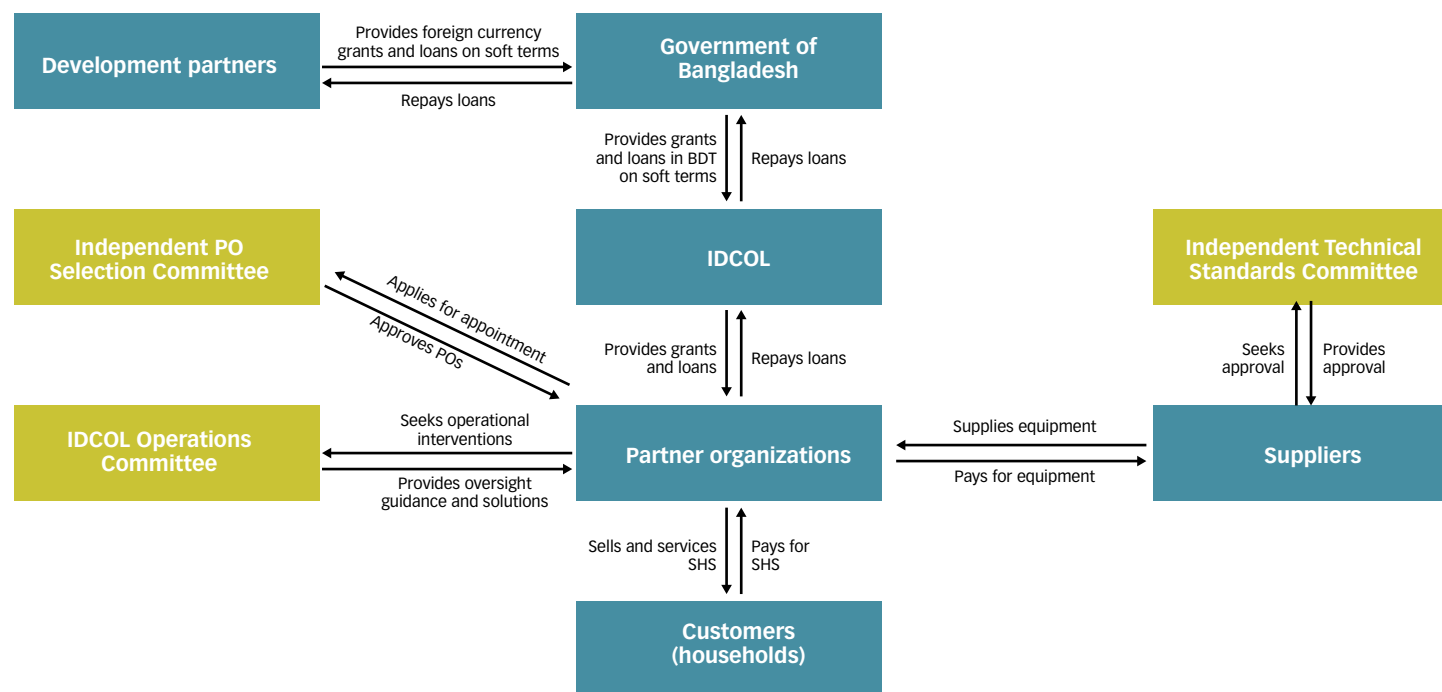 Development partners
Provides foreign currency
grants and loans on soft terms
Repays loans
Government of
Bangladesh
Provides grants
and loans in BDT
on soft terms
Repays loans
Independent PO
Selection Committee
IDCOL
Independent Technical
Standards Committee
Applies for appointment
Approves POs
Provides grants
and loans
Repays loans
Seeks
approval
Provides
approval
IDCOL Operations
Committee
Seeks operational
interventions
Provides oversight
guidance and solutions
Partner organizations
Supplies equipment
Pays for equipment
Suppliers
Sells and services
SHS
Pays for
SHS
Customers
(households)